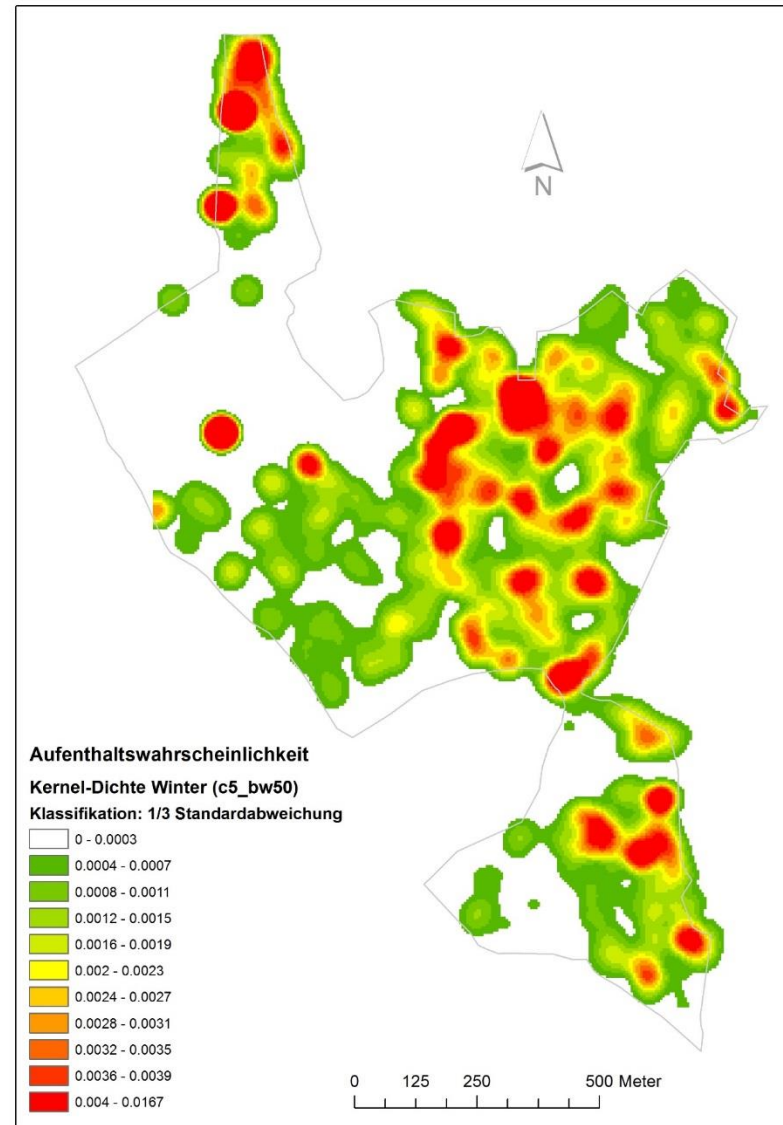 N
Aufenthaltswahrscheinlichkeit
Kernel-Dichte Winter (c5_bw50)
Klassifikation: 1/3 Standardabweichung
0 - 0.0003
0.0004 - 0.0007
0.0008 - 0.0011
0.0012 - 0.0015
0.0016 - 0.0019
0.002 - 0.0023
0.0024 - 0.0027
0.0028 - 0.0031
0.0032 - 0.0035
0.0036 - 0.0039
0.004 - 0.0167
0 125 250 500 Meter